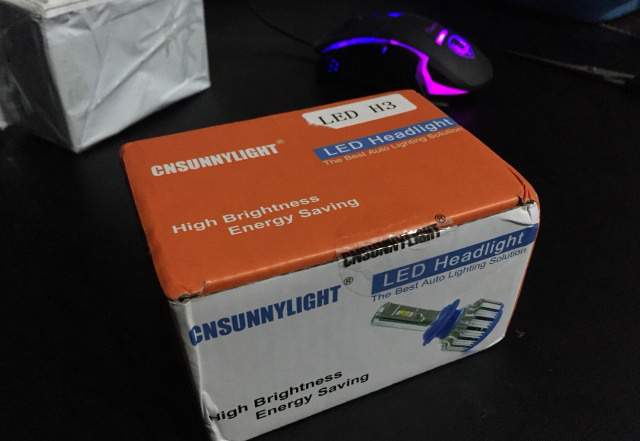 LED H3
CNSUNNYLIGHT®
LED Headlight
The Best Auto Lighting Solution
High Brightness
Energy Saving
CNSUNNYLIGHT®
CNSUNNYLIGHT®
LED Headlight
The Best Auto Lighting Solution
High Brightness
Energy Saving